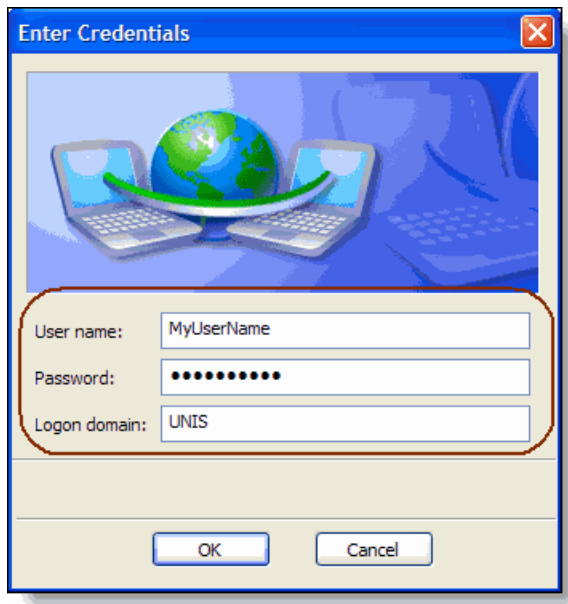 Enter Credentials
User name: MyUserName
Password: ••••••••••
Logon domain: UNIS
OK Cancel